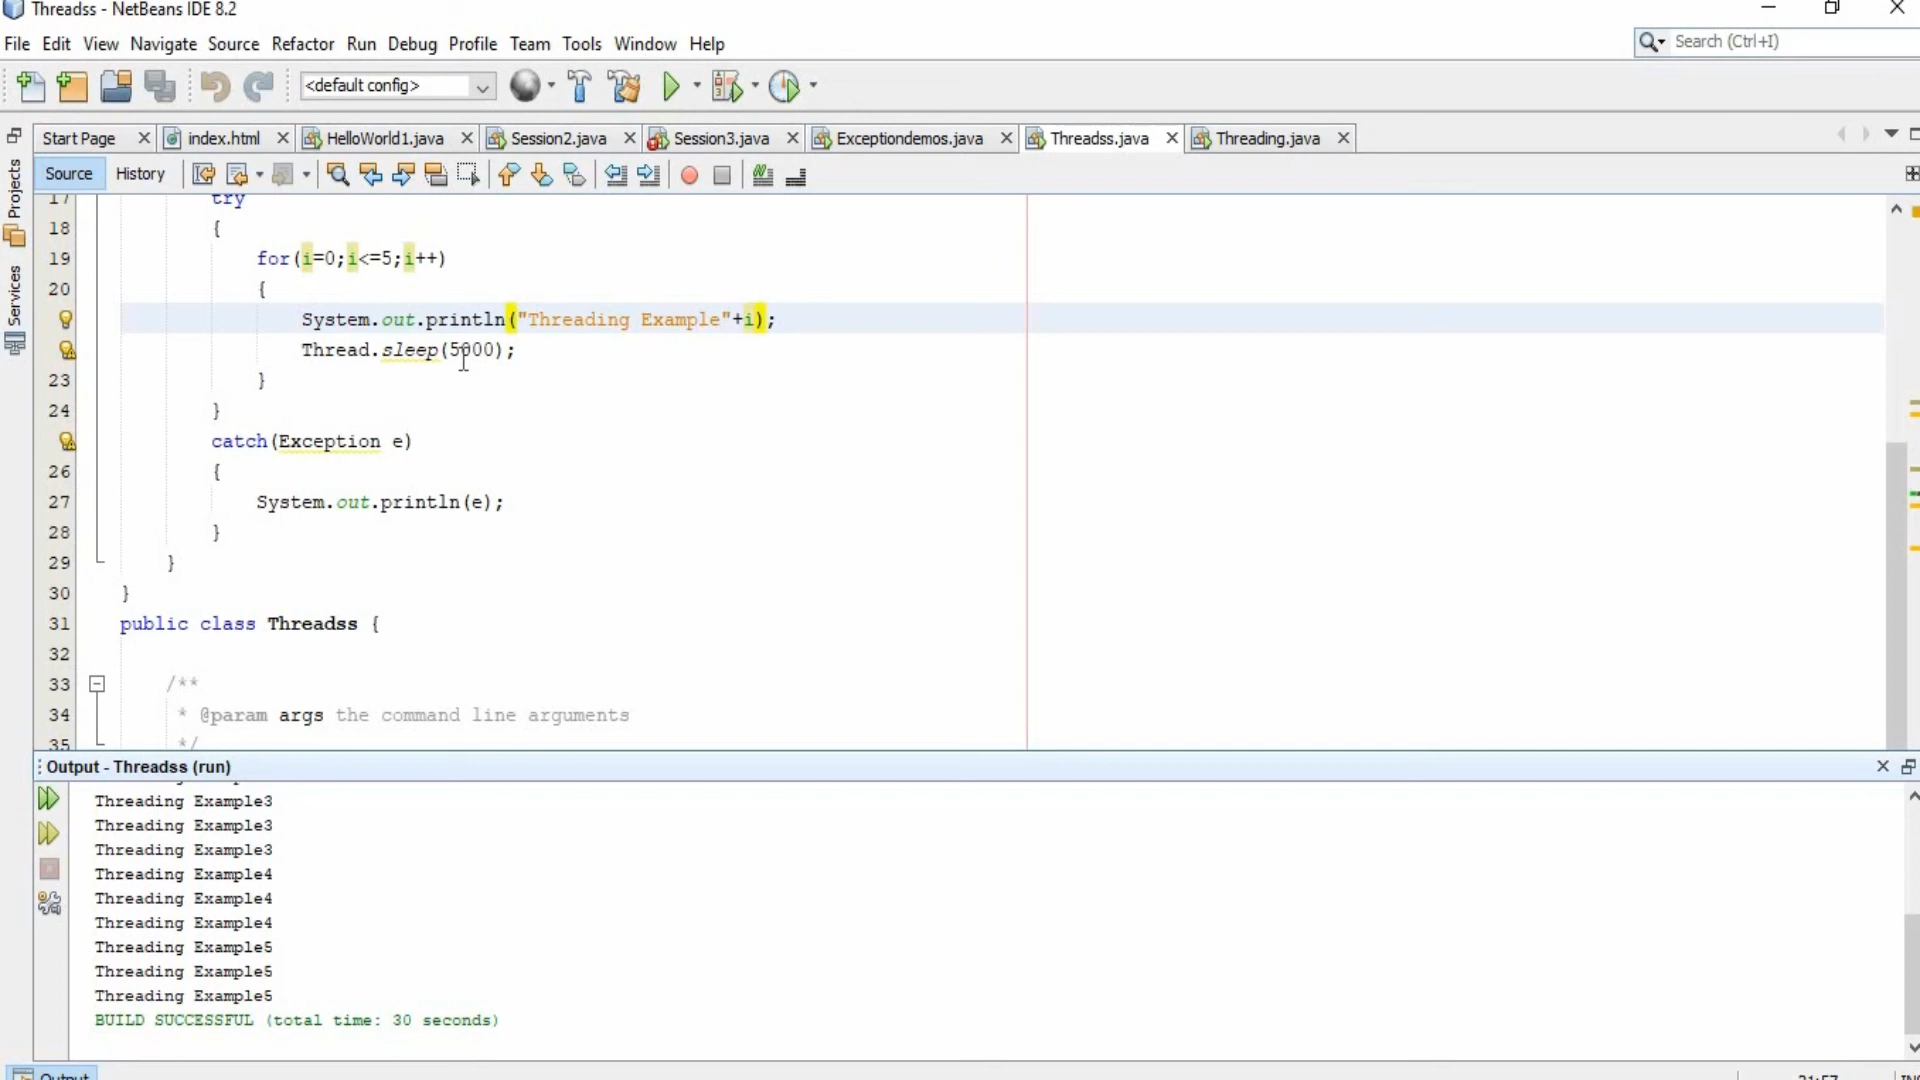 Threadss - NetBeans IDE 8.2
File Edit View Navigate Source Refactor Run Debug Profile Team Tools Window Help
Search (Ctrl+I)
<default config>
Start Page index.html HelloWorld1.java Session2.java Session3.java Exceptiondemos.java Threadss.java Threading.java
Source History
Projects
Services
17 try
18 {
19 for(i=0;i<=5;i++)
20 {
System.out.println("Threading Example"+i);
Thread.sleep(5000);
23 }
24 }
catch(Exception e)
26 {
27 System.out.println(e);
28 }
29 }
30 }
31 public class Threadss {
32
33 /**
34 * @param args the command line arguments
35 */
Output - Threadss (run)
Threading Example3
Threading Example3
Threading Example3
Threading Example4
Threading Example4
Threading Example4
Threading Example5
Threading Example5
Threading Example5
BUILD SUCCESSFUL (total time: 30 seconds)
Output